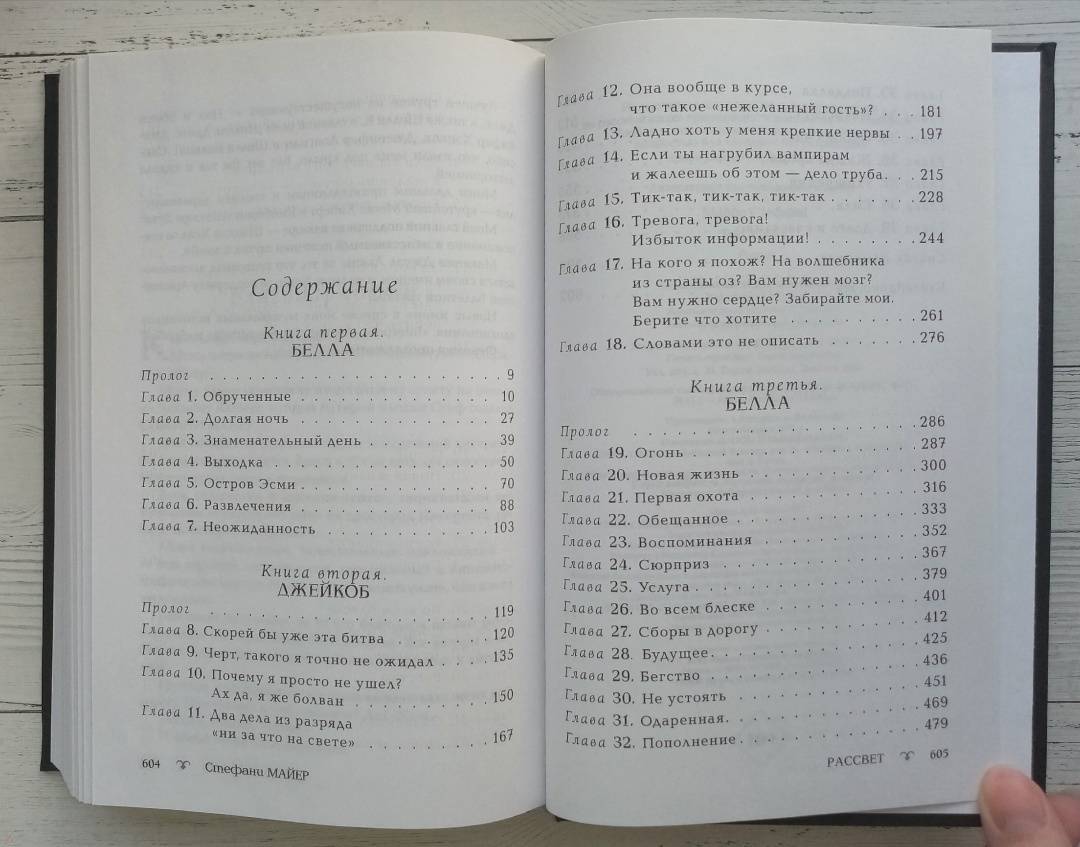 Содержание
Книга первая.
БЕЛЛА
Пролог . . . . . . . . . . . . . . . . . . . 9
Глава 1. Обрученные . . . . . . . . . . . . . . 10
Глава 2. Долгая ночь . . . . . . . . . . . . . . 27
Глава 3. Знаменательный день . . . . . . . . . 39
Глава 4. Выходка . . . . . . . . . . . . . . . . 50
Глава 5. Остров Эсми . . . . . . . . . . . . . . 70
Глава 6. Развлечения . . . . . . . . . . . . . . 88
Глава 7. Неожиданность . . . . . . . . . . . . 103
Книга вторая.
ДЖЕЙКОБ
Пролог . . . . . . . . . . . . . . . . . . . 119
Глава 8. Скорей бы уже эта битва . . . . . . . 120
Глава 9. Черт, такого я точно не ожидал . . . . 135
Глава 10. Почему я просто не ушел?
Ах да, я же болван . . . . . . . . . . 150
Глава 11. Два дела из разряда
«ни за что на свете» . . . . . . . . 167
604 Стефани МАЙЕР
Глава 12. Она вообще в курсе,
что такое «нежеланный гость»? . . . 181
Глава 13. Ладно хоть у меня крепкие нервы . . 197
Глава 14. Если ты нагрубил вампирам
и жалеешь об этом — дело труба. . . 215
Глава 15. Тик-так, тик-так, тик-так . . . . . . . 228
Глава 16. Тревога, тревога!
Избыток информации! . . . . . . . . 244
Глава 17. На кого я похож? На волшебника
из страны оз? Вам нужен мозг?
Вам нужно сердце? Забирайте мои.
Берите что хотите . . . . . . . . . . 261
Глава 18. Словами это не описать . . . . . . . 276
Книга третья.
БЕЛЛА
Пролог . . . . . . . . . . . . . . . . . . . 286
Глава 19. Огонь . . . . . . . . . . . . . . . . 287
Глава 20. Новая жизнь . . . . . . . . . . . . 300
Глава 21. Первая охота . . . . . . . . . . . . 316
Глава 22. Обещанное . . . . . . . . . . . . . 333
Глава 23. Воспоминания . . . . . . . . . . . 352
Глава 24. Сюрприз . . . . . . . . . . . . . . 367
Глава 25. Услуга . . . . . . . . . . . . . . . 379
Глава 26. Во всем блеске . . . . . . . . . . . 401
Глава 27. Сборы в дорогу . . . . . . . . . . . 412
Глава 28. Будущее. . . . . . . . . . . . . . . 425
Глава 29. Бегство . . . . . . . . . . . . . . . 436
Глава 30. Не устоять . . . . . . . . . . . . . 451
Глава 31. Одаренная. . . . . . . . . . . . . . 469
Глава 32. Пополнение . . . . . . . . . . . . . 479
РАССВЕТ 605